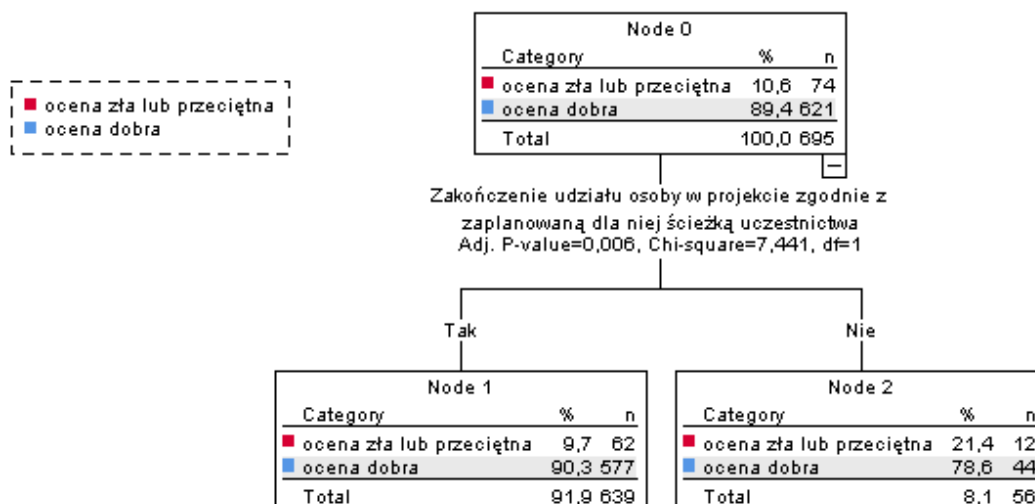 Node 0
Category % n
ocena zła lub przeciętna 10,6 74
ocena dobra 89,4 621
Total 100,0 695
ocena zła lub przeciętna
ocena dobra
Zakończenie udziału osoby w projekcie zgodnie z
zaplanowaną dla niej ścieżką uczestnictwa
Adj. P-value=0,006, Chi-square=7,441, df=1
Tak
Nie
Node 1
Category % n
ocena zła lub przeciętna 9,7 62
ocena dobra 90,3 577
Total 91,9 639
Node 2
Category % n
ocena zła lub przeciętna 21,4 12
ocena dobra 78,6 44
Total 8,1 56